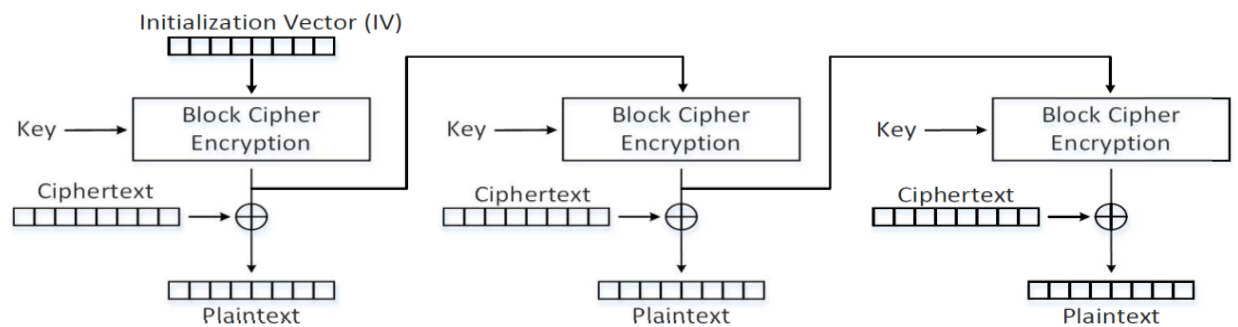 Initialization Vector (IV)
Key
Block Cipher
Encryption
Ciphertext
Plaintext
Key
Block Cipher
Encryption
Ciphertext
Plaintext
Key
Block Cipher
Encryption
Ciphertext
Plaintext